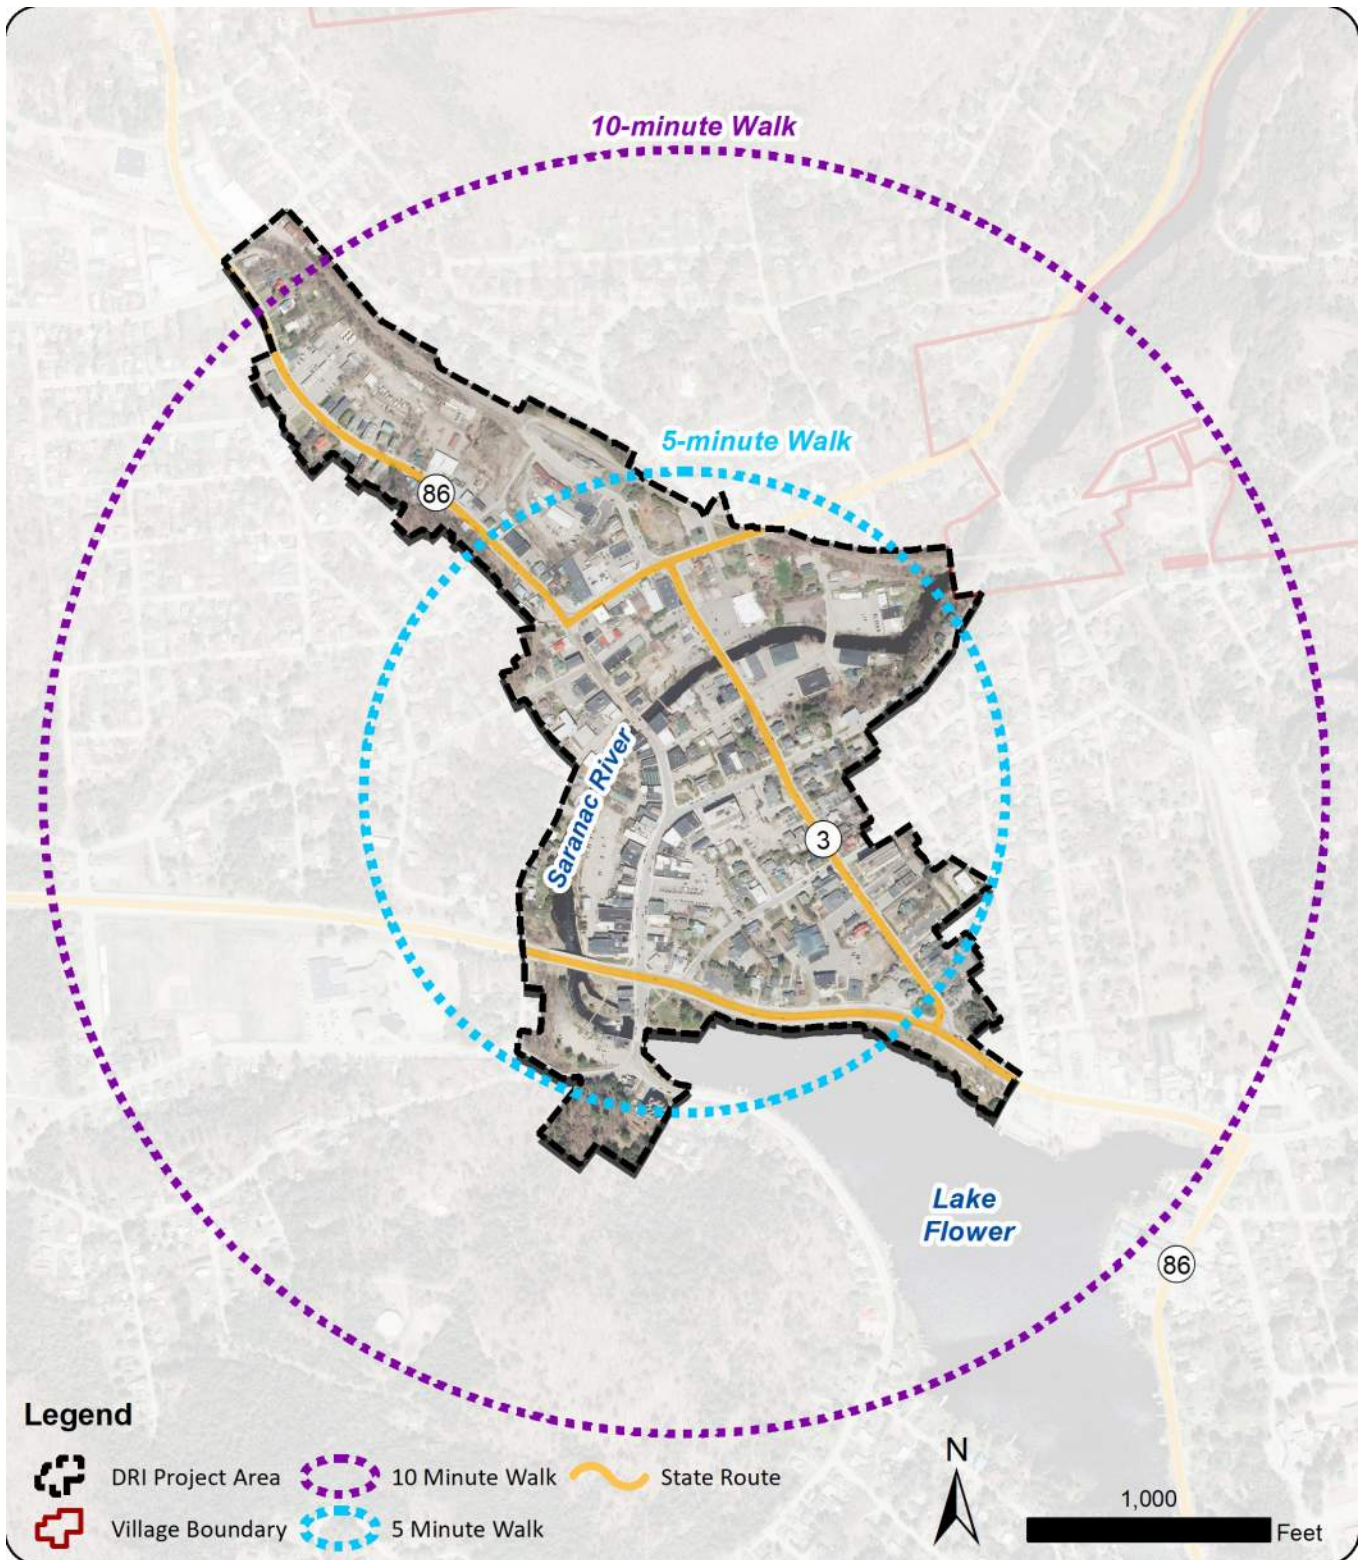 10-minute Walk
5-minute Walk
86
Saranac River
3
Lake
Flower
86
Legend
DRI Project Area
10 Minute Walk
State Route
Village Boundary
5 Minute Walk
N
1,000
Feet